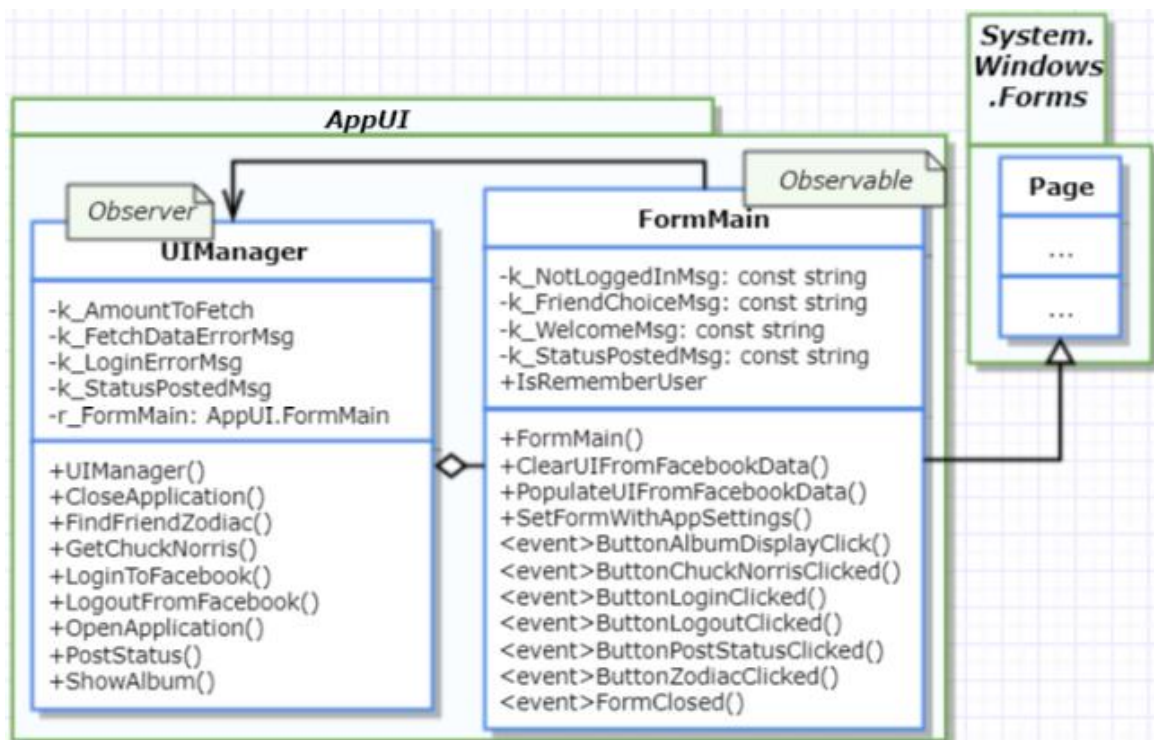 System.
Windows
.Forms
AppUI
Observer
UIManager
-k_AmountToFetch
-k_FetchDataErrorMsg
-k_LoginErrorMsg
-k_StatusPostedMsg
-r_FormMain: AppUI.FormMain
+UIManager()
+CloseApplication()
+FindFriendZodiac()
+GetChuckNorris()
+LoginToFacebook()
+LogoutFromFacebook()
+OpenApplication()
+PostStatus()
+ShowAlbum()
Observable
FormMain
-k_NotLoggedInMsg: const string
-k_FriendChoiceMsg: const string
-k_WelcomeMsg: const string
-k_StatusPostedMsg: const string
+IsRememberUser
+FormMain()
+ClearUIFromFacebookData()
+PopulateUIFromFacebookData()
+SetFormWithAppSettings()
<event>ButtonAlbumDisplayClick()
<event>ButtonChuckNorrisClicked()
<event>ButtonLoginClicked()
<event>ButtonLogoutClicked()
<event>ButtonPostStatusClicked()
<event>ButtonZodiacClicked()
<event>FormClosed()
Page
...
...